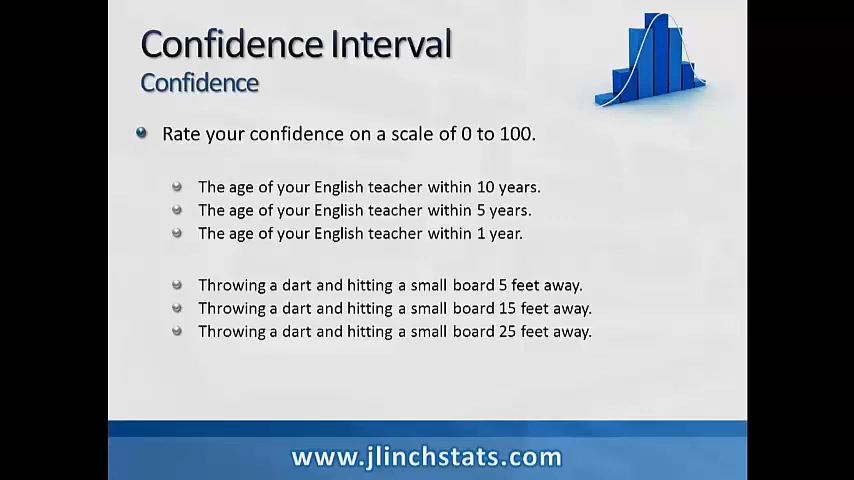 Confidence Interval
Confidence
Rate your confidence on a scale of 0 to 100.
The age of your English teacher within 10 years.
The age of your English teacher within 5 years.
The age of your English teacher within 1 year.
Throwing a dart and hitting a small board 5 feet away.
Throwing a dart and hitting a small board 15 feet away.
Throwing a dart and hitting a small board 25 feet away.
www.jlinchstats.com